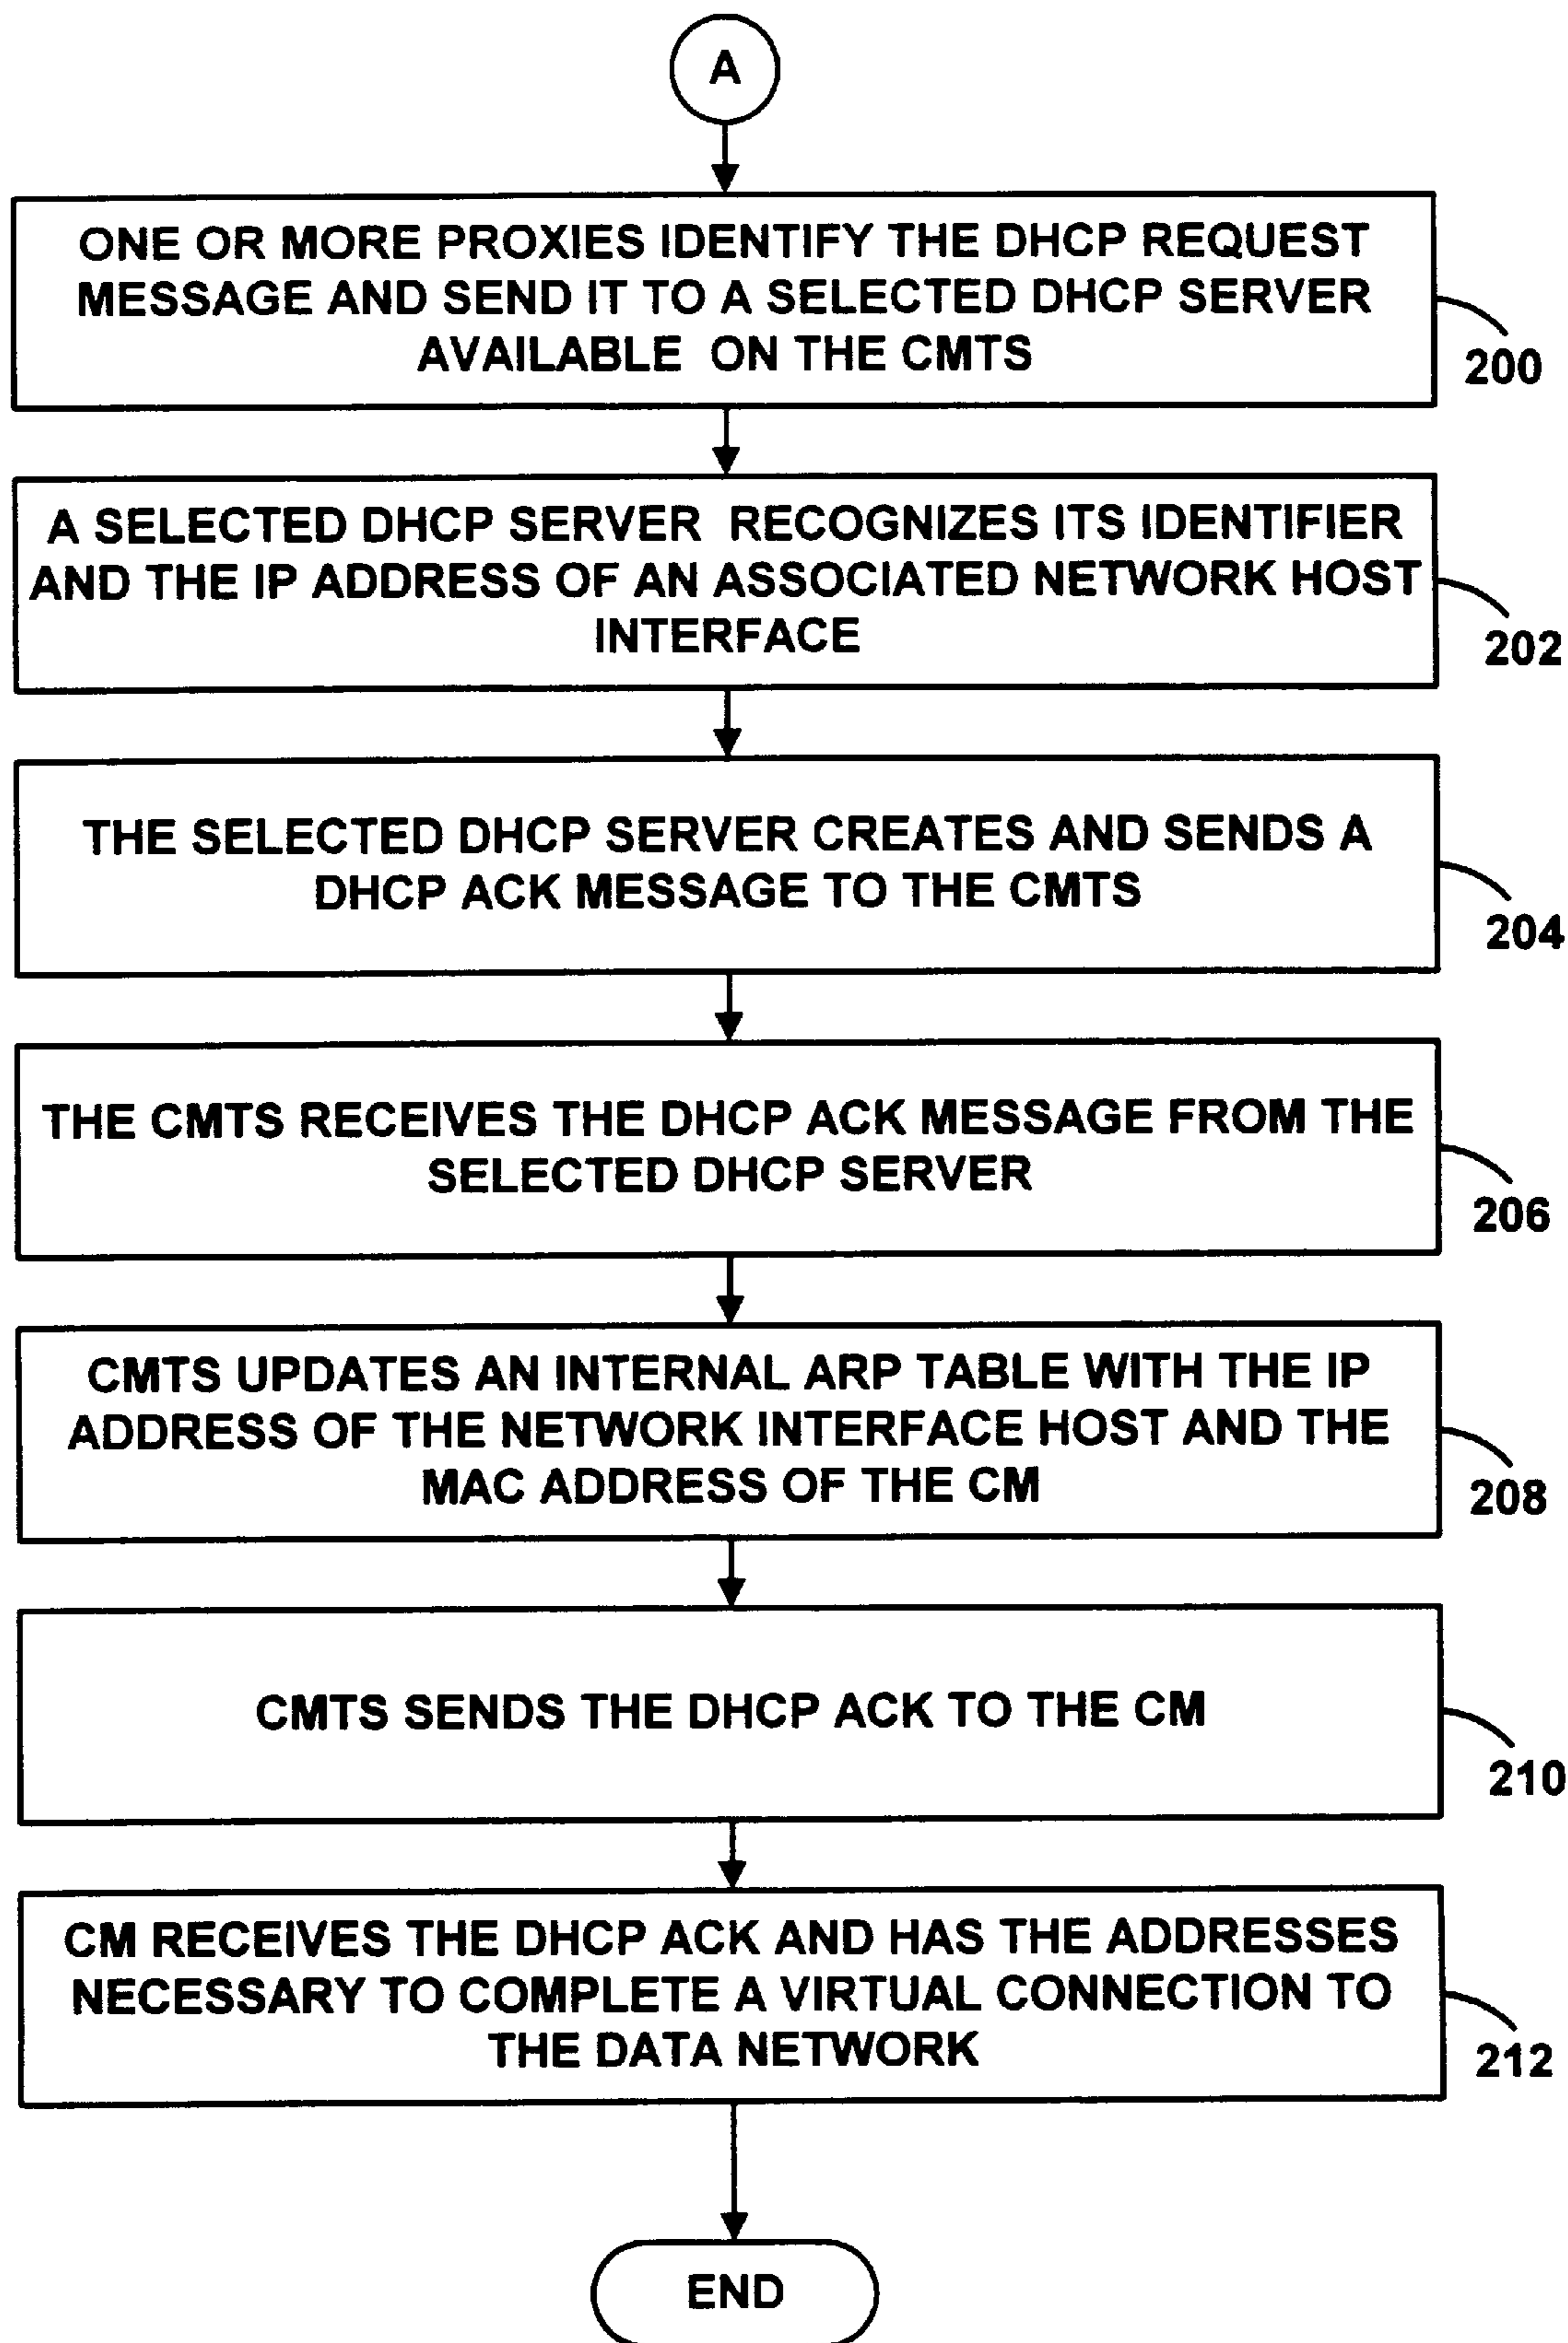 A
ONE OR MORE PROXIES IDENTIFY THE DHCP REQUEST
MESSAGE AND SEND IT TO A SELECTED DHCP SERVER
AVAILABLE ON THE CMTS
200
A SELECTED DHCP SERVER RECOGNIZES ITS IDENTIFIER
AND THE IP ADDRESS OF AN ASSOCIATED NETWORK HOST
INTERFACE
202
THE SELECTED DHCP SERVER CREATES AND SENDS A
DHCP ACK MESSAGE TO THE CMTS
204
THE CMTS RECEIVES THE DHCP ACK MESSAGE FROM THE
SELECTED DHCP SERVER
206
CMTS UPDATES AN INTERNAL ARP TABLE WITH THE IP
ADDRESS OF THE NETWORK INTERFACE HOST AND THE
MAC ADDRESS OF THE CM
208
CMTS SENDS THE DHCP ACK TO THE CM
210
CM RECEIVES THE DHCP ACK AND HAS THE ADDRESSES
NECESSARY TO COMPLETE A VIRTUAL CONNECTION TO
THE DATA NETWORK
212
END